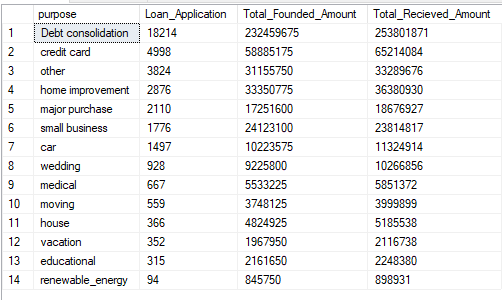 purpose Loan_Application Total_Founded_Amount Total_Recieved_Amount
1 Debt consolidation 18214 232459675 253801871
2 credit card 4998 58885175 65214084
3 other 3824 31155750 33289676
4 home improvement 2876 33350775 36380930
5 major purchase 2110 17251600 18676927
6 small business 1776 24123100 23814817
7 car 1497 10223575 11324914
8 wedding 928 9225800 10266856
9 medical 667 5533225 5851372
10 moving 559 3748125 3999899
11 house 366 4824925 5185538
12 vacation 352 1967950 2116738
13 educational 315 2161650 2248380
14 renewable_energy 94 845750 898931